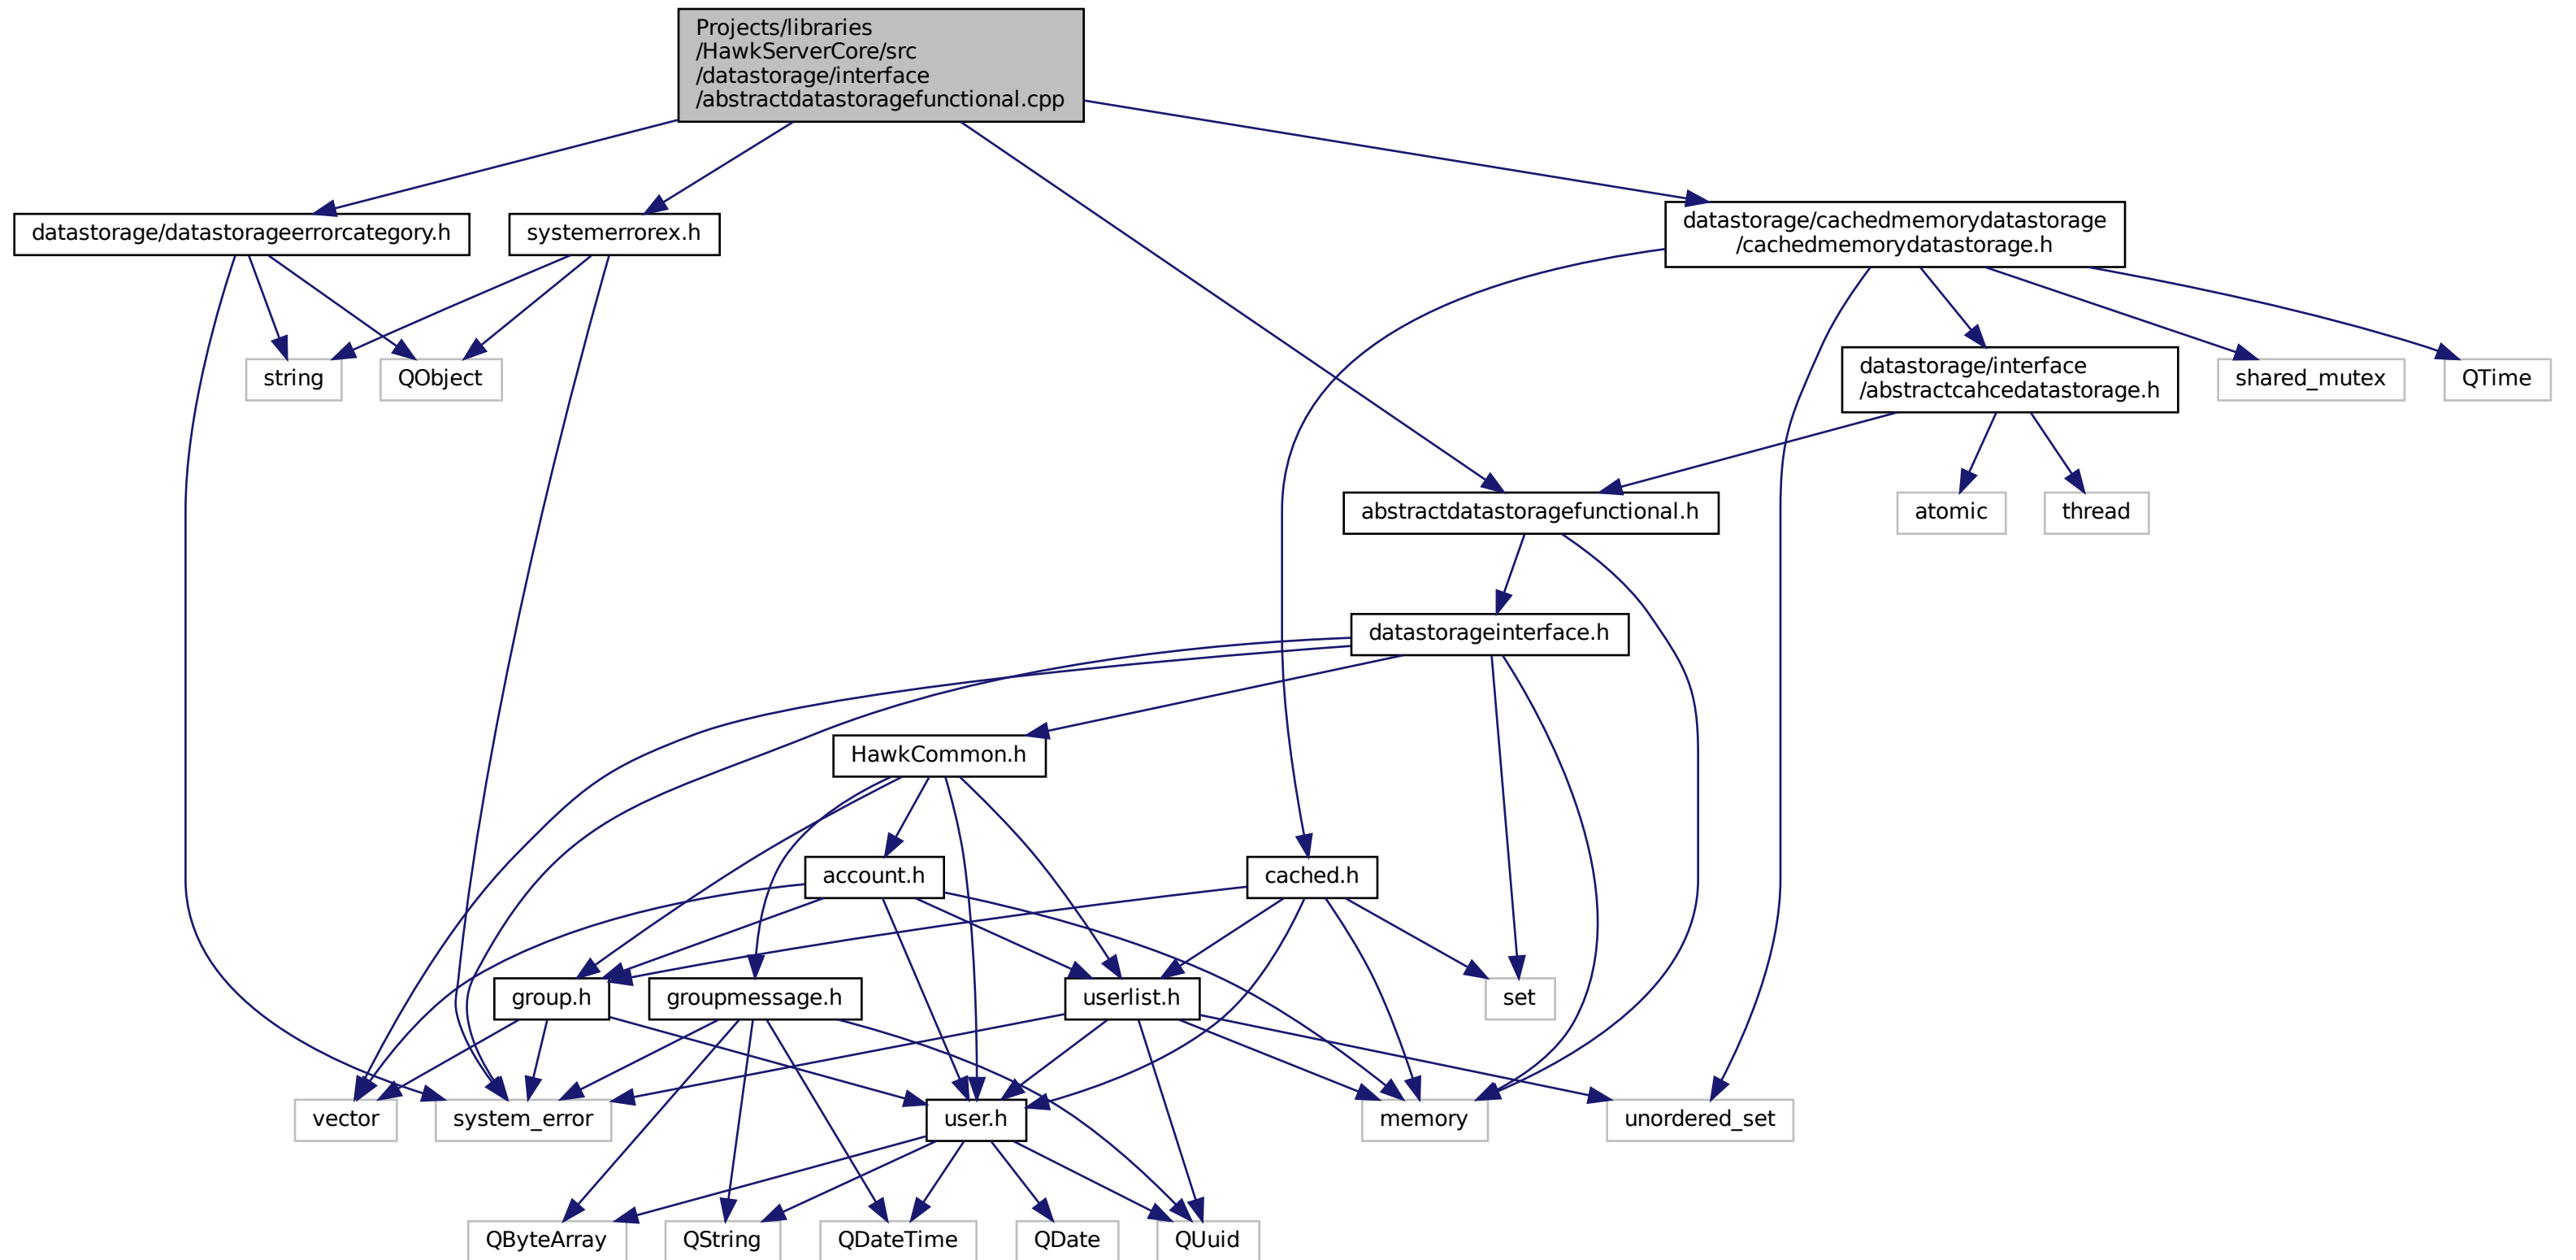 Projects/libraries
/HawkServerCore/src
/datastorage/interface
/abstractdatastoragefunctional.cpp
datastorage/datastorageerrorcategory.h
systemerrorex.h
datastorage/cachedmemorydatastorage
/cachedmemorydatastorage.h
string
QObject
datastorage/interface
/abstractcahcedatastorage.h
shared_mutex
QTime
abstractdatastoragefunctional.h
atomic
thread
datastorageinterface.h
HawkCommon.h
account.h
cached.h
group.h
groupmessage.h
userlist.h
set
vector
system_error
user.h
memory
unordered_set
QByteArray
QString
QDateTime
QDate
QUuid